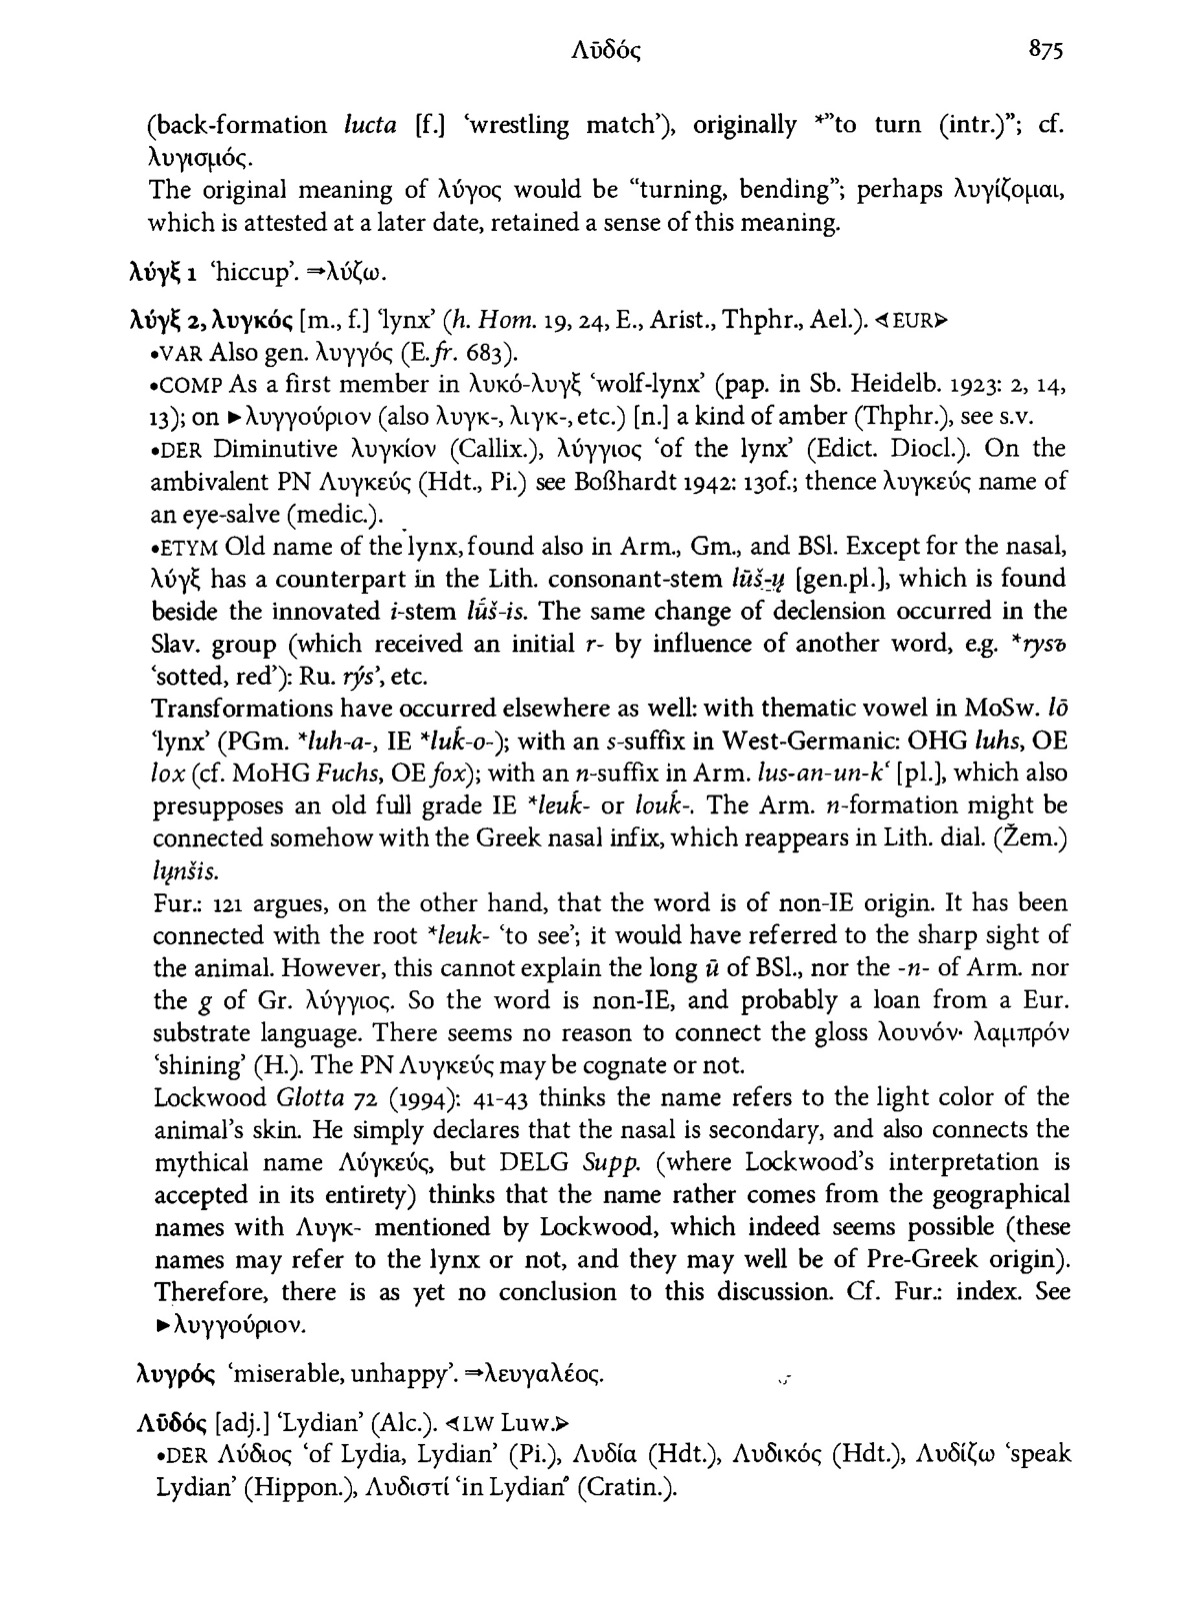 Λῡδός 875
(back-formation lucta [f.] ‘wrestling match’), originally *”to turn (intr.)”; cf.
λυγισμός.
The original meaning of λύγος would be “turning, bending”; perhaps λυγίζομαι,
which is attested at a later date, retained a sense of this meaning.
λύγξ 1 ‘hiccup’. ⇒λύζω.
λύγξ 2, λυγκός [m., f.] ‘lynx’ (h. Hom. 19, 24, E., Arist., Thphr., Ael.). ⊲EUR⊳
•VAR Also gen. λυγγός (E. fr. 683).
•COMP As a first member in λυκό-λυγξ ‘wolf-lynx’ (pap. in Sb. Heidelb. 1923: 2, 14,
13); on ►λυγγούριον (also λυγκ-, λιγκ-, etc.) [n.] a kind of amber (Thphr.), see s.v.
•DER Diminutive λυγκίον (Callix.), λύγγιος ‘of the lynx’ (Edict. Diocl.). On the
ambivalent PN Λυγκεύς (Hdt., Pi.) see Boßhardt 1942: 130f.; thence λυγκεύς name of
an eye-salve (medic.).
•ETYM Old name of the lynx, found also in Arm., Gm., and BSl. Except for the nasal,
λύγξ has a counterpart in the Lith. consonant-stem lūš-ų [gen.pl.], which is found
beside the innovated i-stem lū́š-is. The same change of declension occurred in the
Slav. group (which received an initial r- by influence of another word, e.g. *rysъ
‘sotted, red’): Ru. rýs’, etc.
Transformations have occurred elsewhere as well: with thematic vowel in MoSw. lō
‘lynx’ (PGm. *luh-a-, IE *luḱ-o-); with an s-suffix in West-Germanic: OHG luhs, OE
lox (cf. MoHG Fuchs, OE fox); with an n-suffix in Arm. lus-an-un-kʿ [pl.], which also
presupposes an old full grade IE *leuḱ- or louḱ-. The Arm. n-formation might be
connected somehow with the Greek nasal infix, which reappears in Lith. dial. (Žem.)
lųnšis.
Fur.: 121 argues, on the other hand, that the word is of non-IE origin. It has been
connected with the root *leuk- ‘to see’; it would have referred to the sharp sight of
the animal. However, this cannot explain the long ū of BSl., nor the -n- of Arm. nor
the g of Gr. λύγγιος. So the word is non-IE, and probably a loan from a Eur.
substrate language. There seems no reason to connect the gloss λουνόν· λαμπρόν
‘shining’ (H.). The PN Λυγκεύς may be cognate or not.
Lockwood Glotta 72 (1994): 41-43 thinks the name refers to the light color of the
animal’s skin. He simply declares that the nasal is secondary, and also connects the
mythical name Λύγκεύς, but DELG Supp. (where Lockwood’s interpretation is
accepted in its entirety) thinks that the name rather comes from the geographical
names with Λυγκ- mentioned by Lockwood, which indeed seems possible (these
names may refer to the lynx or not, and they may well be of Pre-Greek origin).
Therefore, there is as yet no conclusion to this discussion. Cf. Fur.: index. See
►λυγγούριον.
λυγρός ‘miserable, unhappy’. ⇒λευγαλέος.
Λῡδός [adj.] ‘Lydian’ (Alc.). ⊲LW Luw.⊳
•DER Λύδιος ‘of Lydia, Lydian’ (Pi.), Λυδία (Hdt.), Λυδικός (Hdt.), Λυδίζω ‘speak
Lydian’ (Hippon.), Λυδιστί ‘in Lydian’ (Cratin.).